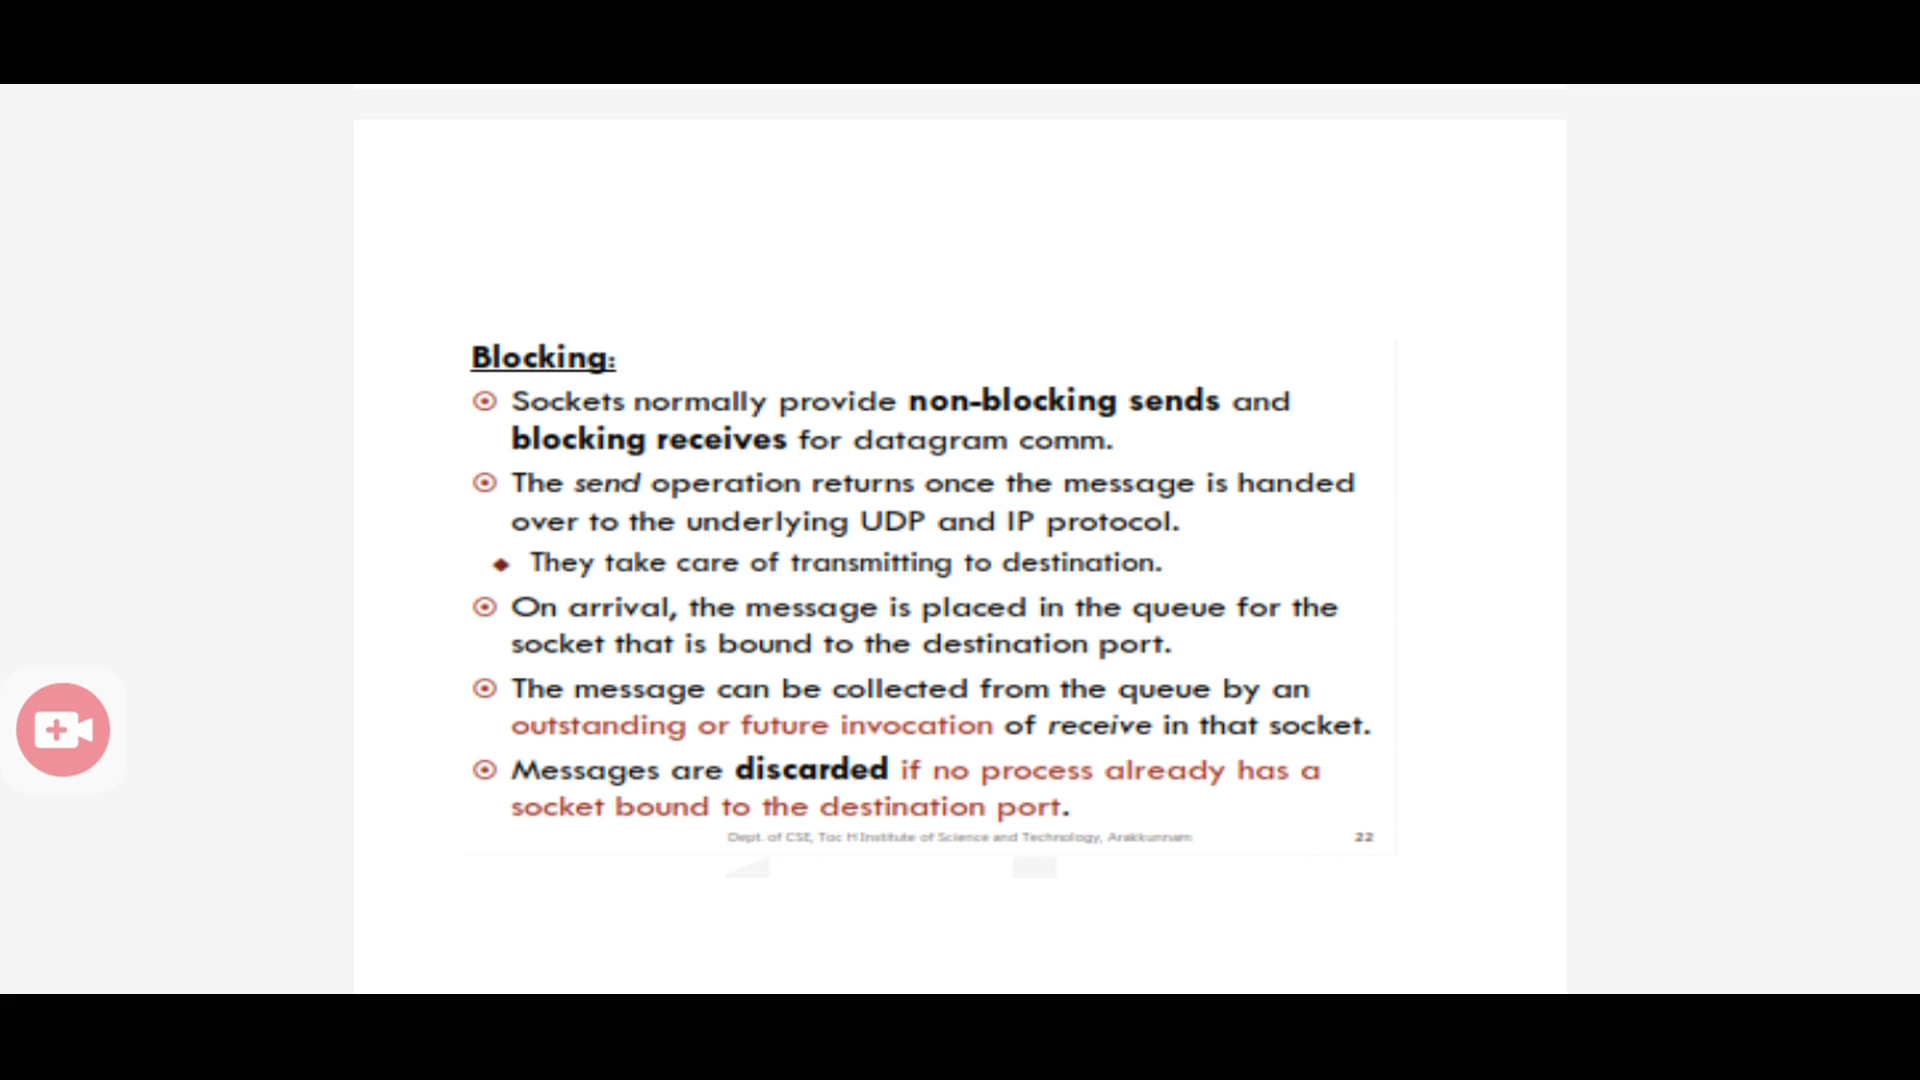 Blocking:
Sockets normally provide non-blocking sends and
blocking receives for datagram comm.
The send operation returns once the message is handed
over to the underlying UDP and IP protocol.
They take care of transmitting to destination.
On arrival, the message is placed in the queue for the
socket that is bound to the destination port.
The message can be collected from the queue by an
outstanding or future invocation of receive in that socket.
Messages are discarded if no process already has a
socket bound to the destination port.
Dept. of CSE, Toc H Institute of Science and Technology, Arakkunnam
22